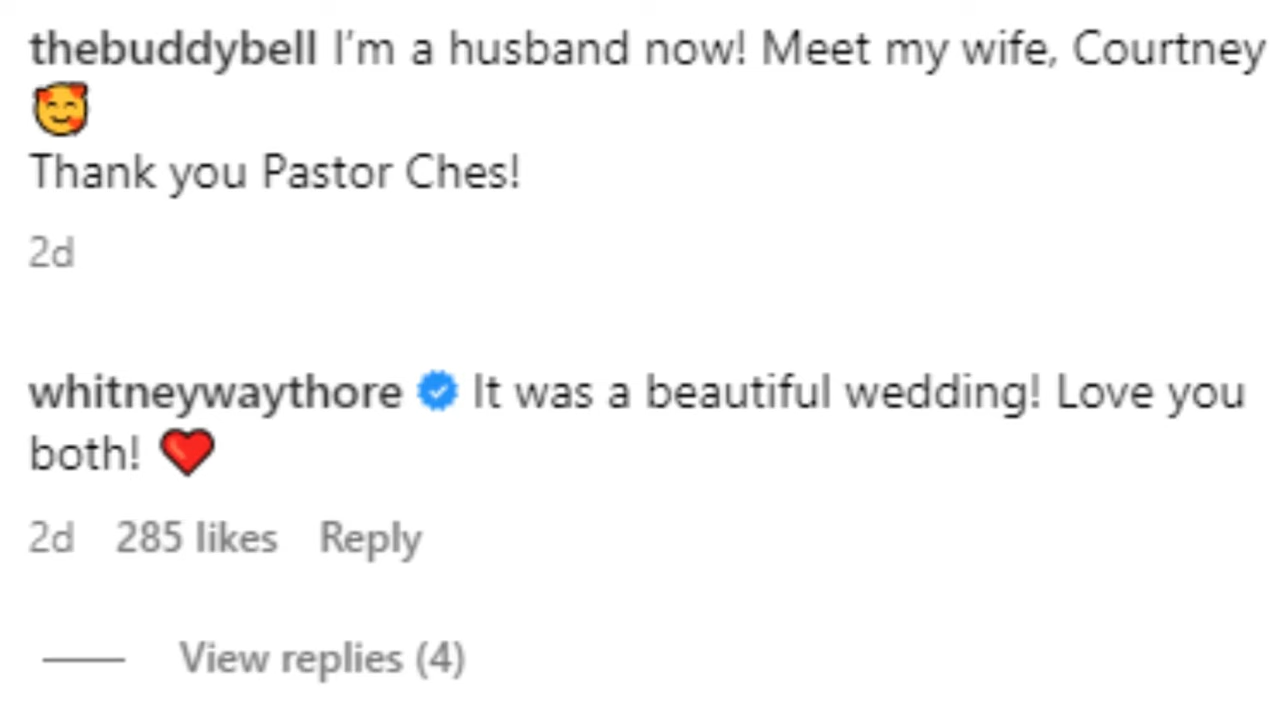 thebuddybell I'm a husband now! Meet my wife, Courtney
🥰
Thank you Pastor Ches!
2d
whitneywaythore It was a beautiful wedding! Love you
both! ❤️
2d 285 likes Reply
View replies (4)